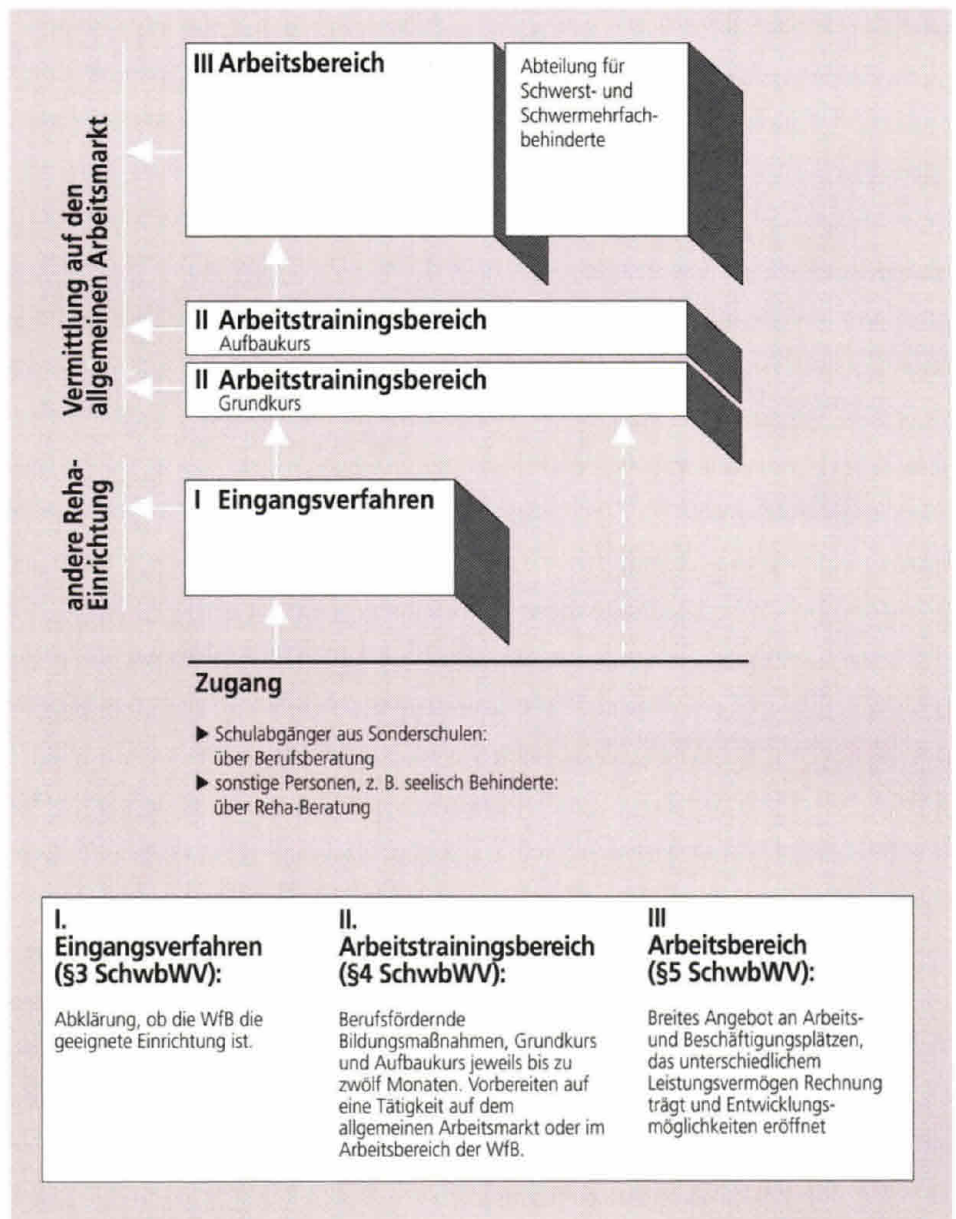 III Arbeitsbereich
Abteilung für
Schwerst- und
Schwermehrfach-
behinderte
Vermittlung auf den
allgemeinen Arbeitsmarkt
II Arbeitstrainingsbereich
Aufbaukurs
II Arbeitstrainingsbereich
Grundkurs
andere Reha-
Einrichtung
I Eingangsverfahren
Zugang
▶ Schulabgänger aus Sonderschulen:
über Berufsberatung
▶ sonstige Personen, z. B. seelisch Behinderte:
über Reha-Beratung
I.
Eingangsverfahren
(§3 SchwbWV):
Abklärung, ob die WfB die
geeignete Einrichtung ist.
II.
Arbeitstrainingsbereich
(§4 SchwbWV):
Berufsfördernde
Bildungsmaßnahmen, Grundkurs
und Aufbaukurs jeweils bis zu
zwölf Monaten. Vorbereiten auf
eine Tätigkeit auf dem
allgemeinen Arbeitsmarkt oder im
Arbeitsbereich der WfB.
III
Arbeitsbereich
(§5 SchwbWV):
Breites Angebot an Arbeits-
und Beschäftigungsplätzen,
das unterschiedlichem
Leistungsvermögen Rechnung
trägt und Entwicklungs-
möglichkeiten eröffnet